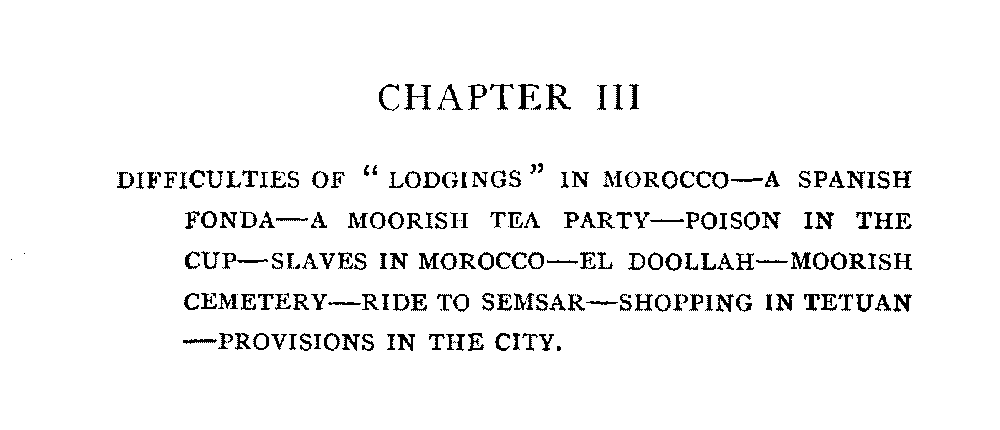 CHAPTER III
DIFFICULTIES OF “ LODGINGS ” IN MOROCCO—A SPANISH
FONDA—A MOORISH TEA PARTY—POISON IN THE
CUP—SLAVES IN MOROCCO—EL DOOLLAH—MOORISH
CEMETERY—RIDE TO SEMSAR—SHOPPING IN TETUAN
—PROVISIONS IN THE CITY.